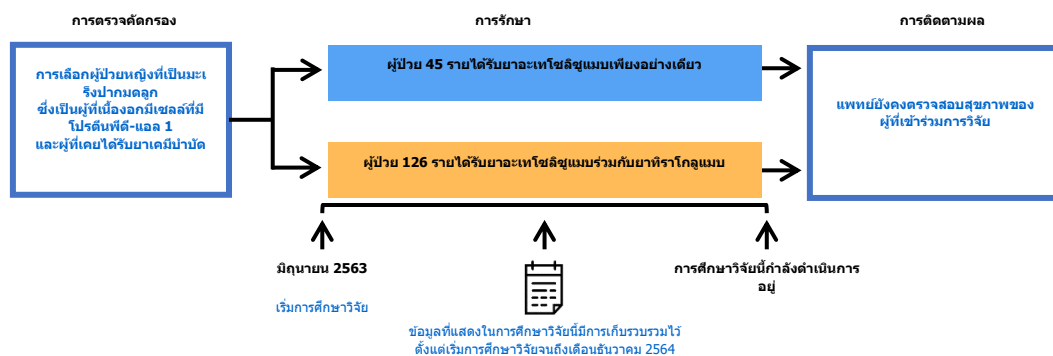 การตรวจคัดกรอง
การรักษา
การติดตามผล
การเลือกผู้ป่วยหญิงที่เป็นมะเ
ร็งปากมดลูก
ซึ่งเป็นผู้ที่เนื้องอกมีเซลล์ที่มี
โปรตีนพีดี-แอล 1
และผู้ที่เคยได้รับยาเคมีบำบัด
ผู้ป่วย 45 รายได้รับยาอะเทโซลิซูแมบเพียงอย่างเดียว
ผู้ป่วย 126 รายได้รับยาอะเทโซลิซูแมบร่วมกับยาทิราโกลูแมบ
แพทย์ยังคงตรวจสอบสุขภาพของ
ผู้ที่เข้าร่วมการวิจัย
มิถุนายน 2563
เริ่มการศึกษาวิจัย
ข้อมูลที่แสดงในการศึกษาวิจัยนี้มีการเก็บรวบรวมไว้
ตั้งแต่เริ่มการศึกษาวิจัยจนถึงเดือนธันวาคม 2564
การศึกษาวิจัยนี้กำลังดำเนินการ
อยู่